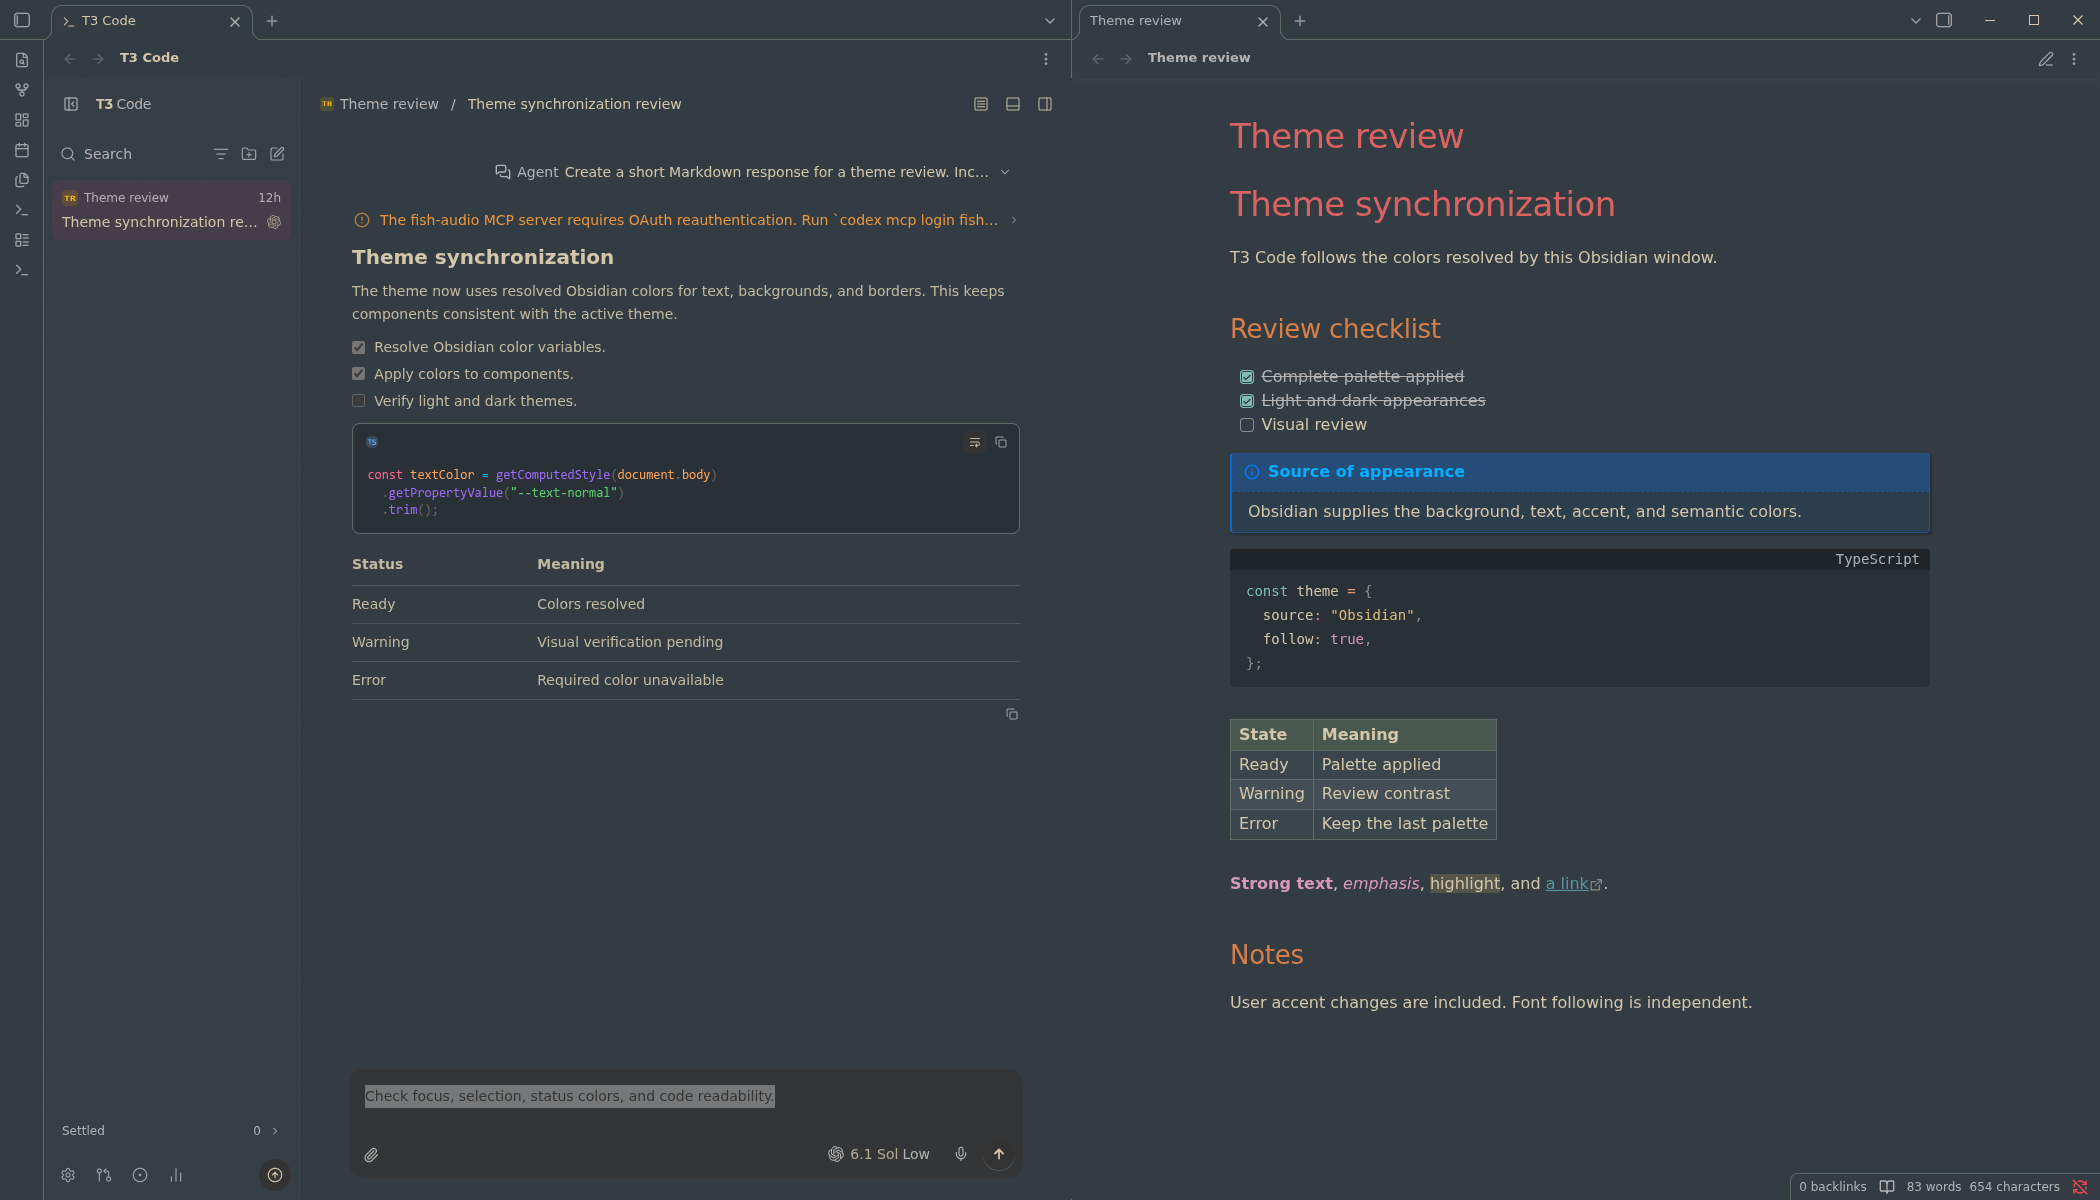 T3 Code
Theme review
T3 Code
Theme review
T3 Code
Search
TR Theme review 12h
Theme synchronization re...
Settled 0
TR Theme review / Theme synchronization review
Agent Create a short Markdown response for a theme review. Inc...
The fish-audio MCP server requires OAuth reauthentication. Run `codex mcp login fish...
Theme synchronization
The theme now uses resolved Obsidian colors for text, backgrounds, and borders. This keeps
components consistent with the active theme.
Resolve Obsidian color variables.
Apply colors to components.
Verify light and dark themes.
TS
const textColor = getComputedStyle(document.body)
.getPropertyValue("--text-normal")
.trim();
Status Meaning
Ready Colors resolved
Warning Visual verification pending
Error Required color unavailable
Check focus, selection, status colors, and code readability.
6.1 Sol Low
Theme review
Theme synchronization
T3 Code follows the colors resolved by this Obsidian window.
Review checklist
Complete palette applied
Light and dark appearances
Visual review
Source of appearance
Obsidian supplies the background, text, accent, and semantic colors.
TypeScript
const theme = {
source: "Obsidian",
follow: true,
};
State Meaning
Ready Palette applied
Warning Review contrast
Error Keep the last palette
Strong text, emphasis, highlight, and a link.
Notes
User accent changes are included. Font following is independent.
0 backlinks 83 words 654 characters